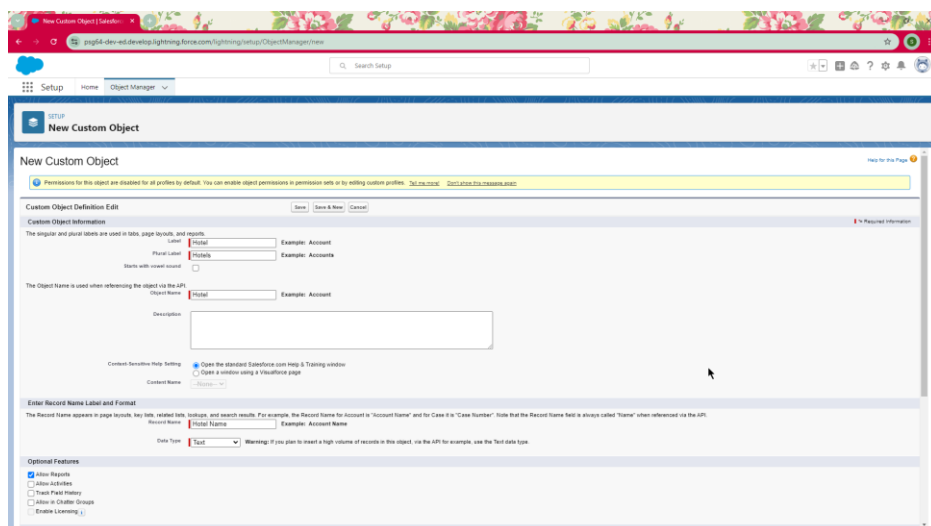 New Custom Object | Salesforce
psg64-dev-ed.develop.lightning.force.com/lightning/setup/ObjectManager/new
Search Setup
Setup Home Object Manager
SETUP
New Custom Object
New Custom Object
Help for this Page
Permissions for this object are disabled for all profiles by default. You can enable object permissions in permission sets or by editing custom profiles. Tell me more! Don't show this message again
Custom Object Definition Edit Save Save & New Cancel
Custom Object Information = Required Information
The singular and plural labels are used in tabs, page layouts, and reports.
Label Hotel Example: Account
Plural Label Hotels Example: Accounts
Starts with vowel sound
The Object Name is used when referencing the object via the API.
Object Name Hotel Example: Account
Description
Context-Sensitive Help Setting Open the standard Salesforce.com Help & Training window
Open a window using a Visualforce page
Content Name --None--
Enter Record Name Label and Format
The Record Name appears in page layouts, key lists, related lists, lookups, and search results. For example, the Record Name for Account is "Account Name" and for Case it is "Case Number". Note that the Record Name field is always called "Name" when referenced via the API.
Record Name Hotel Name Example: Account Name
Data Type Text Warning: If you plan to insert a high volume of records in this object, via the API for example, use the Text data type.
Optional Features
Allow Reports
Allow Activities
Track Field History
Allow in Chatter Groups
Enable Licensing